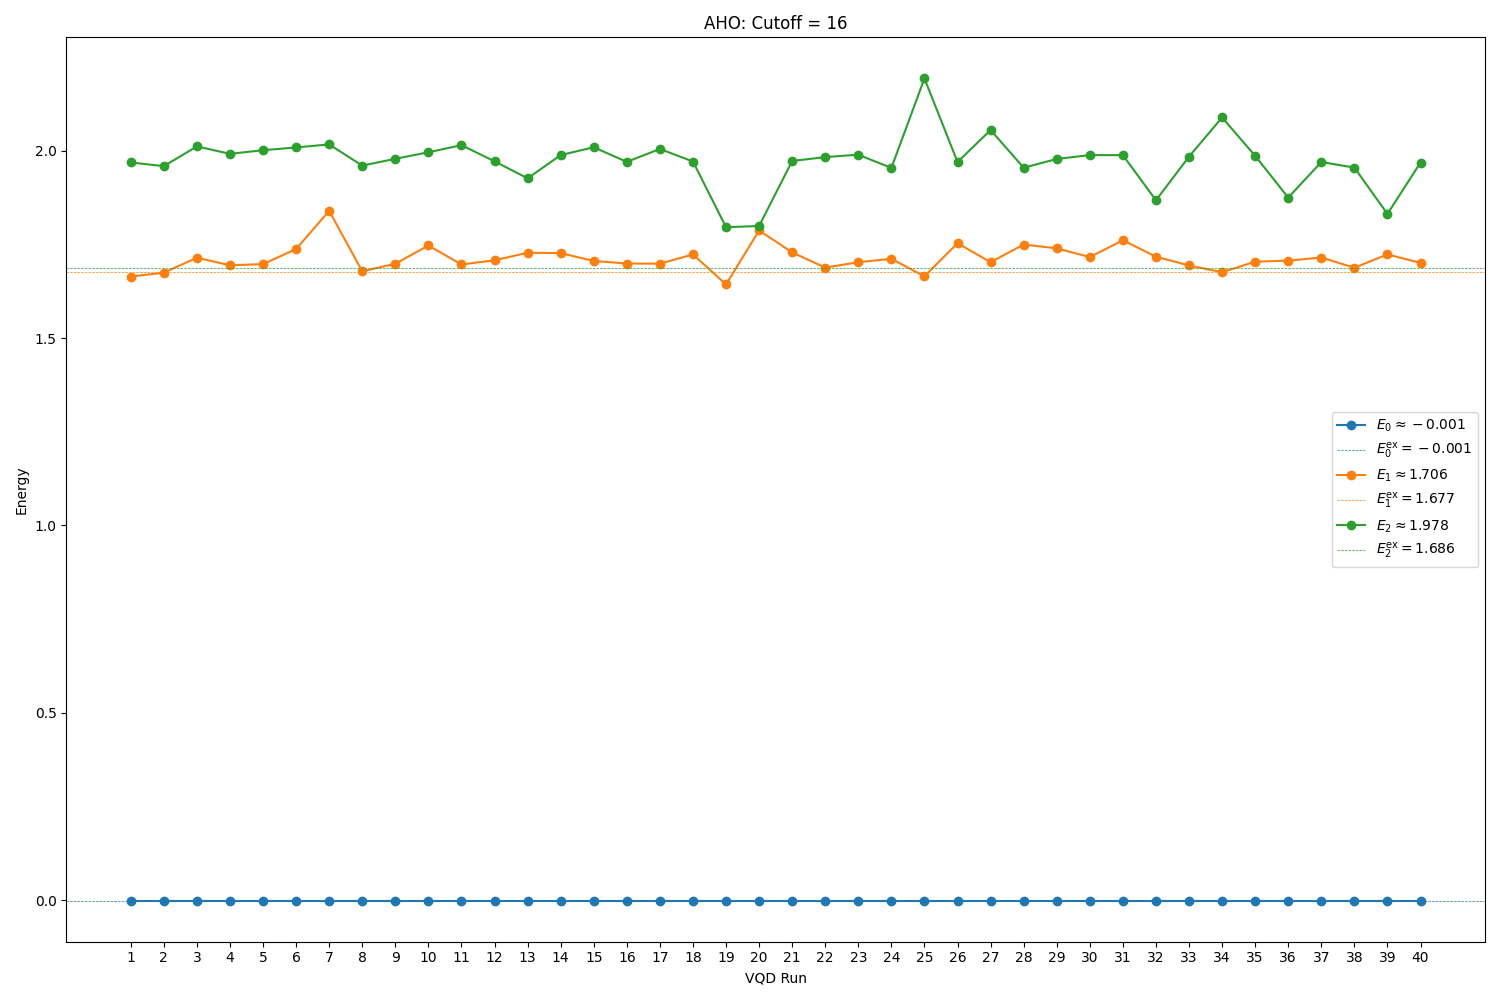 AHO: Cutoff = 16
Energy
2.0
1.5
1.0
0.5
0.0
E₀ ≈ −0.001
E₀ᵉˣ = −0.001
E₁ ≈ 1.706
E₁ᵉˣ = 1.677
E₂ ≈ 1.978
E₂ᵉˣ = 1.686
1 2 3 4 5 6 7 8 9 10 11 12 13 14 15 16 17 18 19 20 21 22 23 24 25 26 27 28 29 30 31 32 33 34 35 36 37 38 39 40
VQD Run